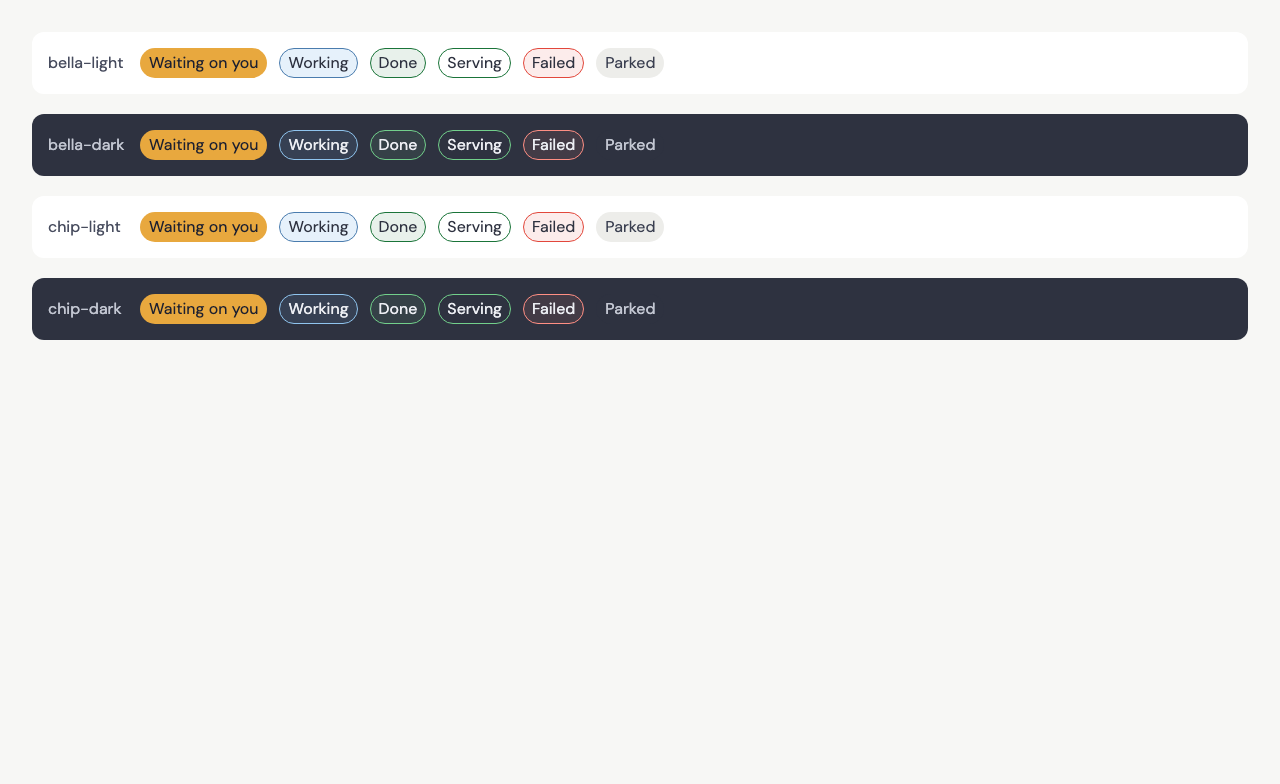 bella-light Waiting on you Working Done Serving Failed Parked
bella-dark Waiting on you Working Done Serving Failed Parked
chip-light Waiting on you Working Done Serving Failed Parked
chip-dark Waiting on you Working Done Serving Failed Parked